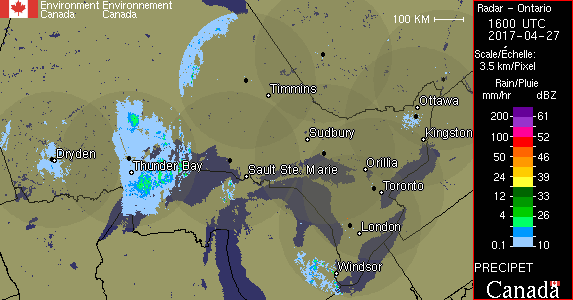 Environment Environnement
Canada Canada
100 KM
Timmins
Ottawa
Sudbury
Kingston
Dryden
Thunder Bay
Sault Ste. Marie
Orillia
Toronto
London
Windsor
Radar - Ontario
1600 UTC
2017-04-27
Scale/Échelle:
3.5 km/Pixel
Rain/Pluie
mm/hr dBZ
200 61
100 52
50 46
24 39
12 33
4 26
0.1 10
PRECIPET
Canada